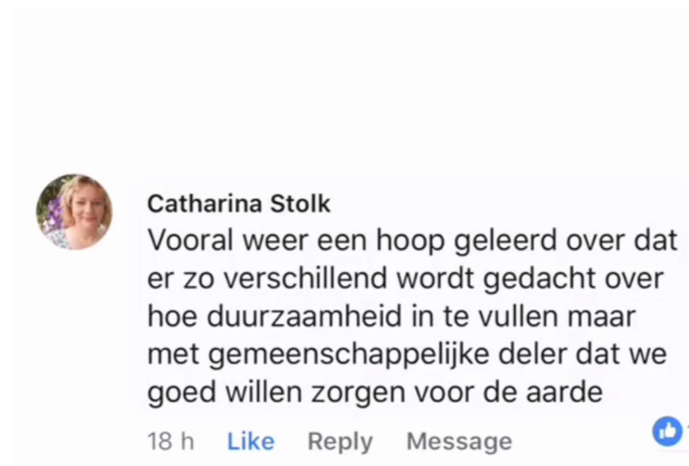 Catharina Stolk
Vooral weer een hoop geleerd over dat
er zo verschillend wordt gedacht over
hoe duurzaamheid in te vullen maar
met gemeenschappelijke deler dat we
goed willen zorgen voor de aarde
18 h Like Reply Message